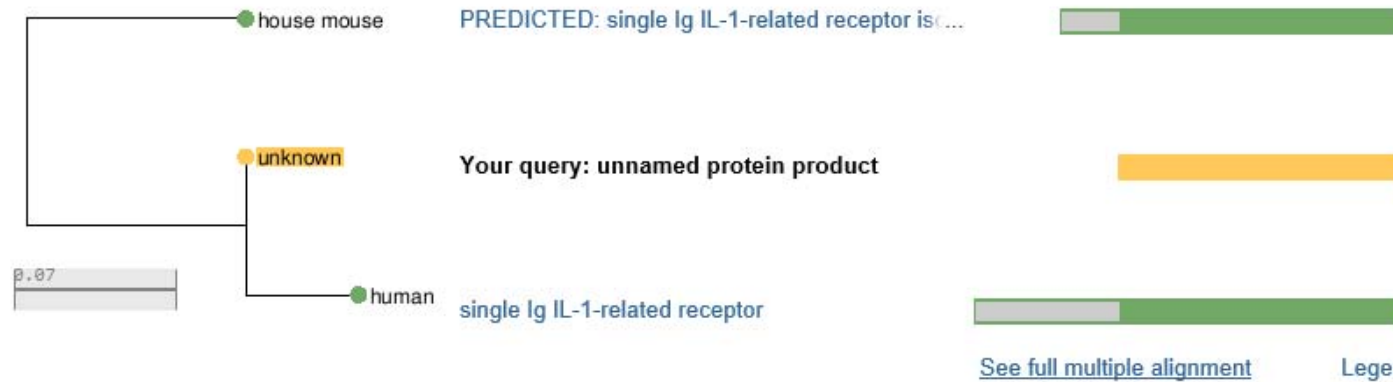 house mouse
PREDICTED: single Ig IL-1-related receptor is...
unknown
Your query: unnamed protein product
0.07
human
single Ig IL-1-related receptor
See full multiple alignment
Lege